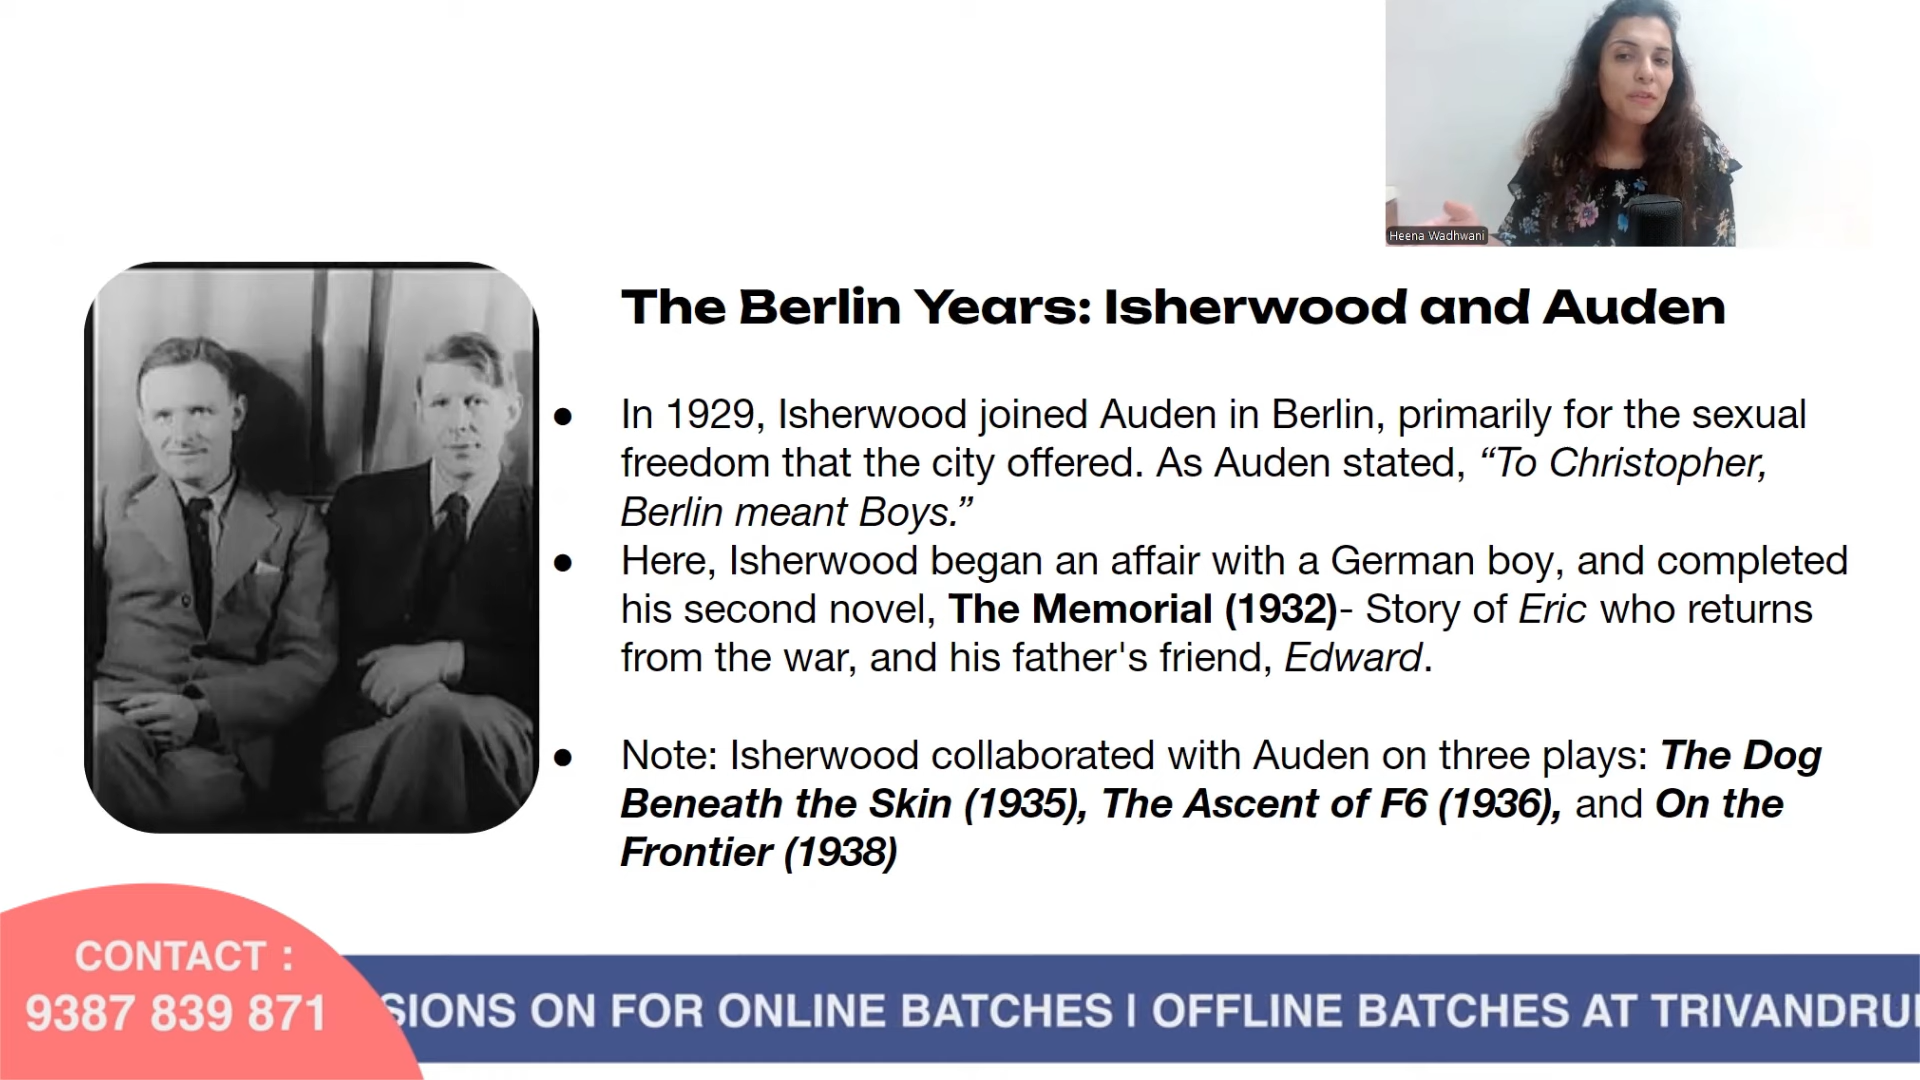 Heena Wadhwani
The Berlin Years: Isherwood and Auden
● In 1929, Isherwood joined Auden in Berlin, primarily for the sexual
freedom that the city offered. As Auden stated, “To Christopher,
Berlin meant Boys.”
● Here, Isherwood began an affair with a German boy, and completed
his second novel, The Memorial (1932)- Story of Eric who returns
from the war, and his father's friend, Edward.
● Note: Isherwood collaborated with Auden on three plays: The Dog
Beneath the Skin (1935), The Ascent of F6 (1936), and On the
Frontier (1938)
CONTACT :
9387 839 871
SIONS ON FOR ONLINE BATCHES I OFFLINE BATCHES AT TRIVANDRU